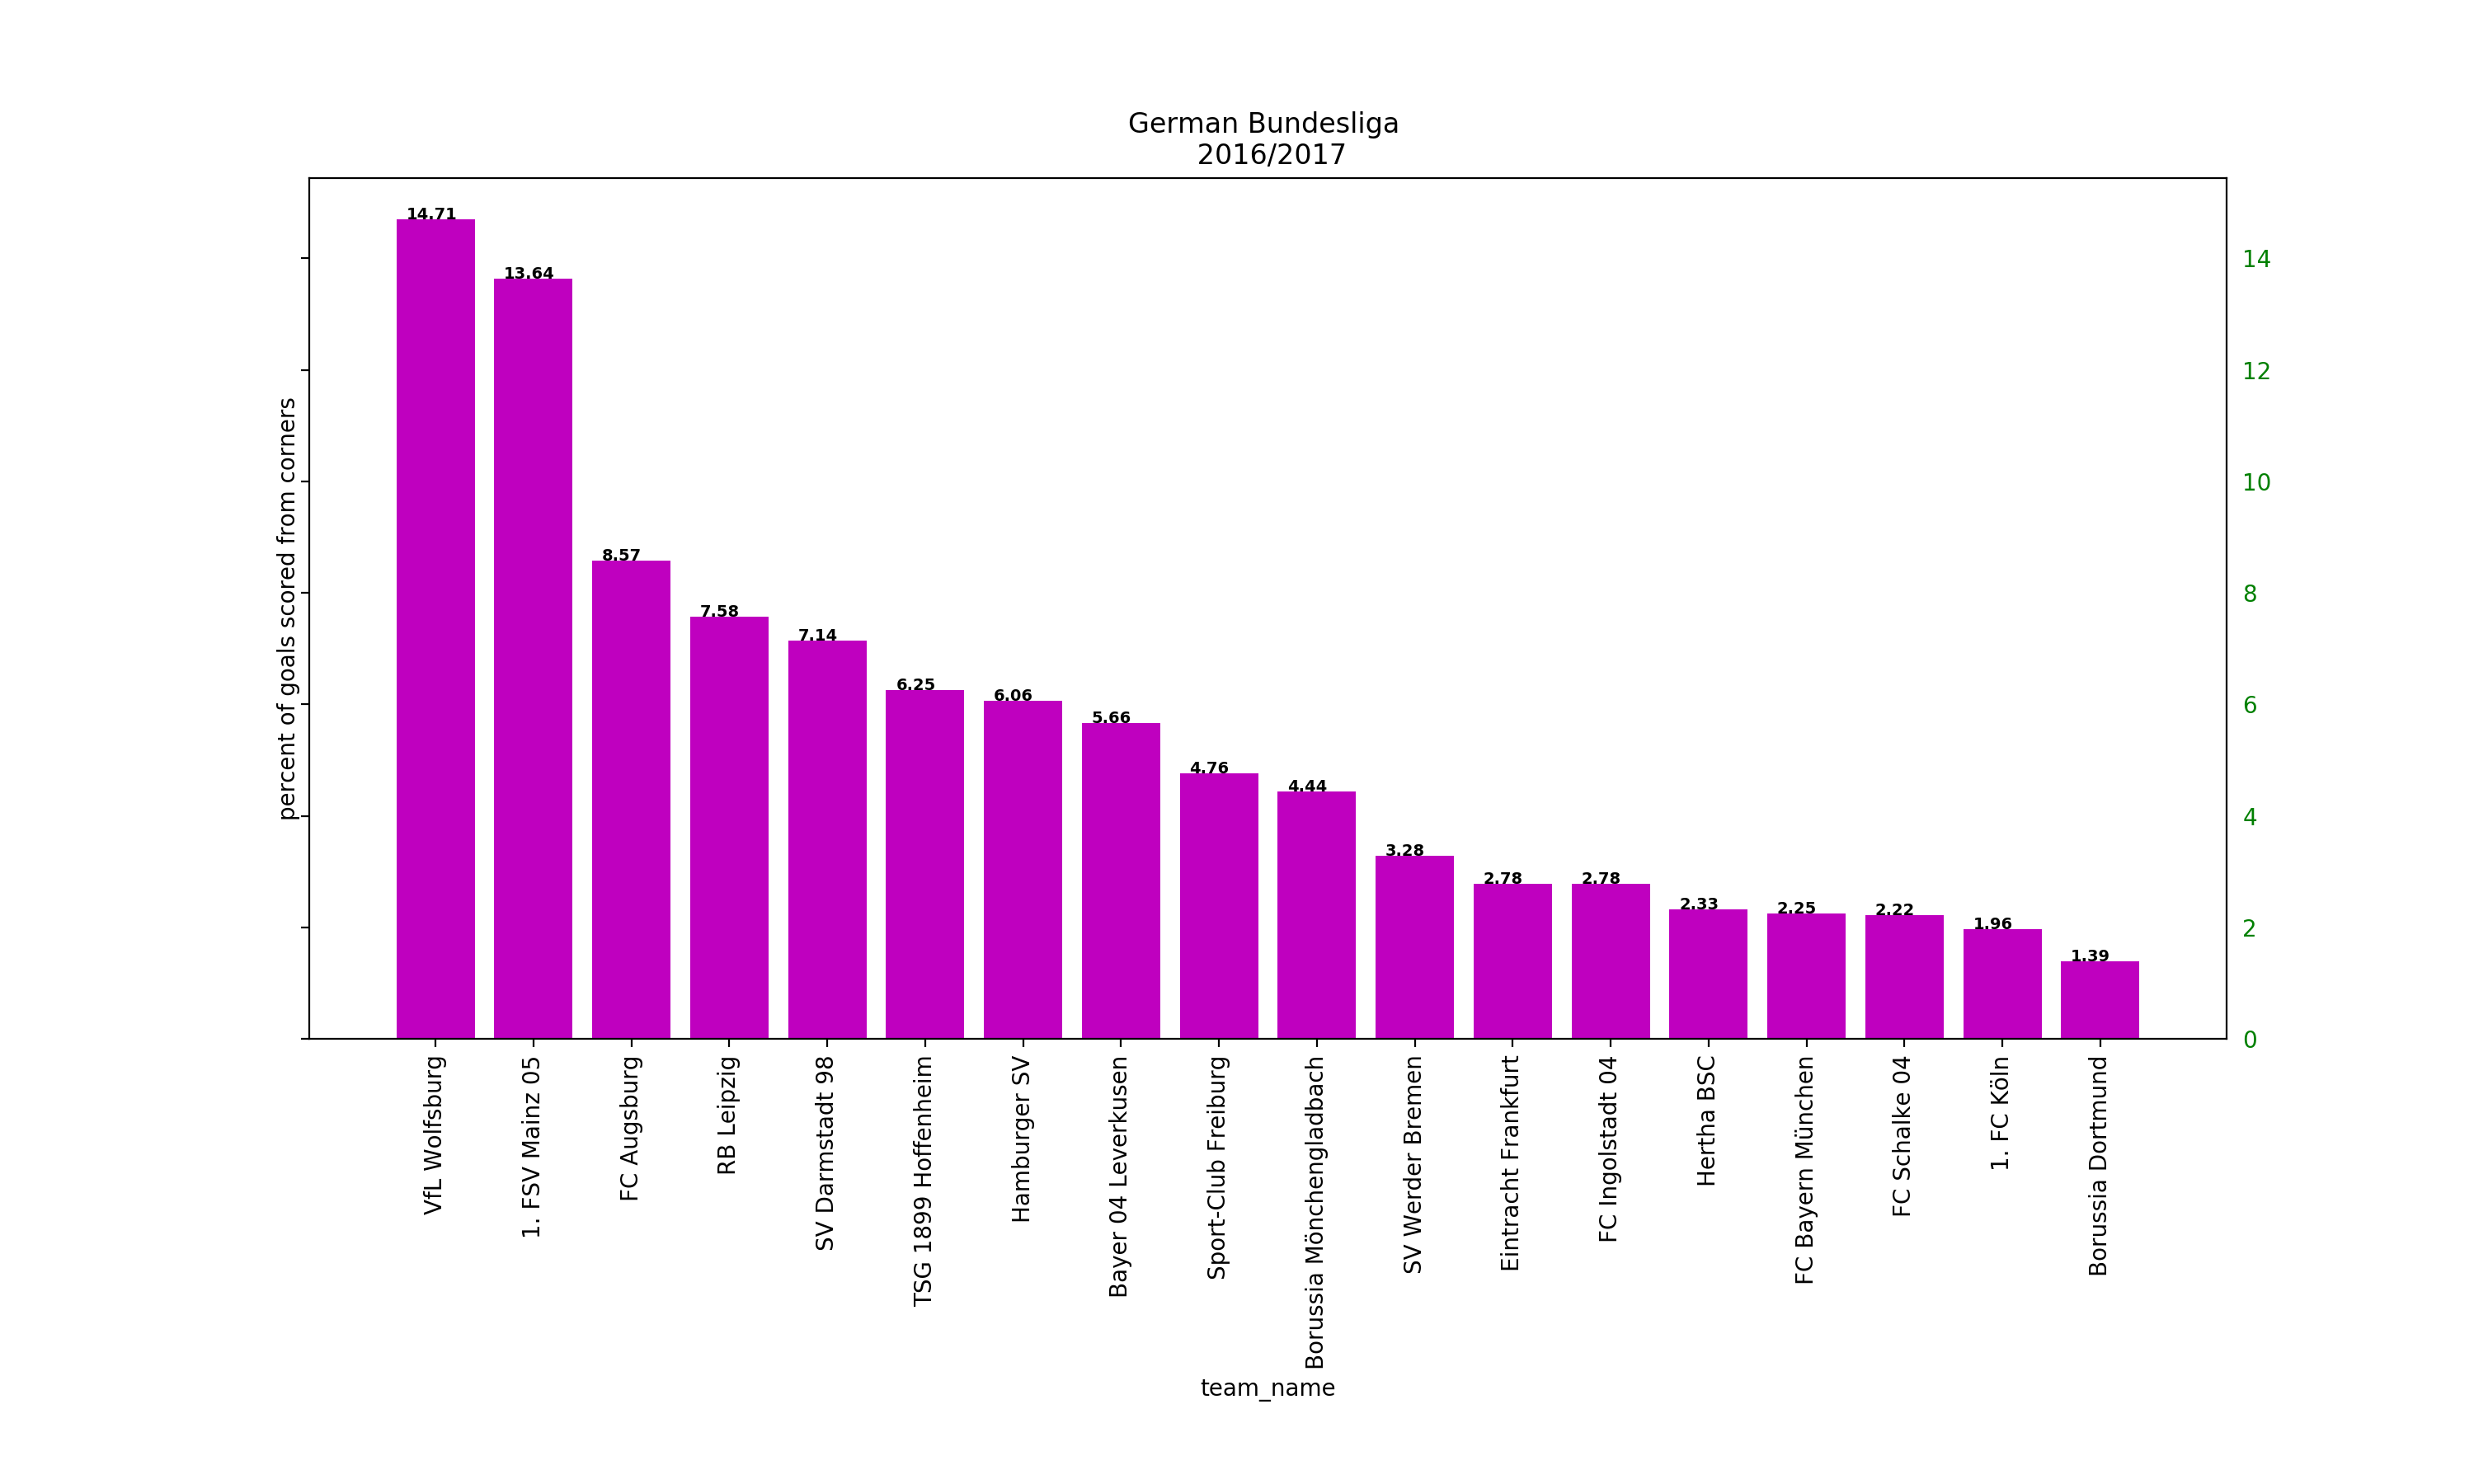 German Bundesliga
2016/2017
percent of goals scored from corners
14.71
13.64
8.57
7.58
7.14
6.25
6.06
5.66
4.76
4.44
3.28
2.78
2.78
2.33
2.25
2.22
1.96
1.39
14
12
10
8
6
4
2
0
VfL Wolfsburg
1. FSV Mainz 05
FC Augsburg
RB Leipzig
SV Darmstadt 98
TSG 1899 Hoffenheim
Hamburger SV
Bayer 04 Leverkusen
Sport-Club Freiburg
Borussia Mönchengladbach
SV Werder Bremen
Eintracht Frankfurt
FC Ingolstadt 04
Hertha BSC
FC Bayern München
FC Schalke 04
1. FC Köln
Borussia Dortmund
team_name